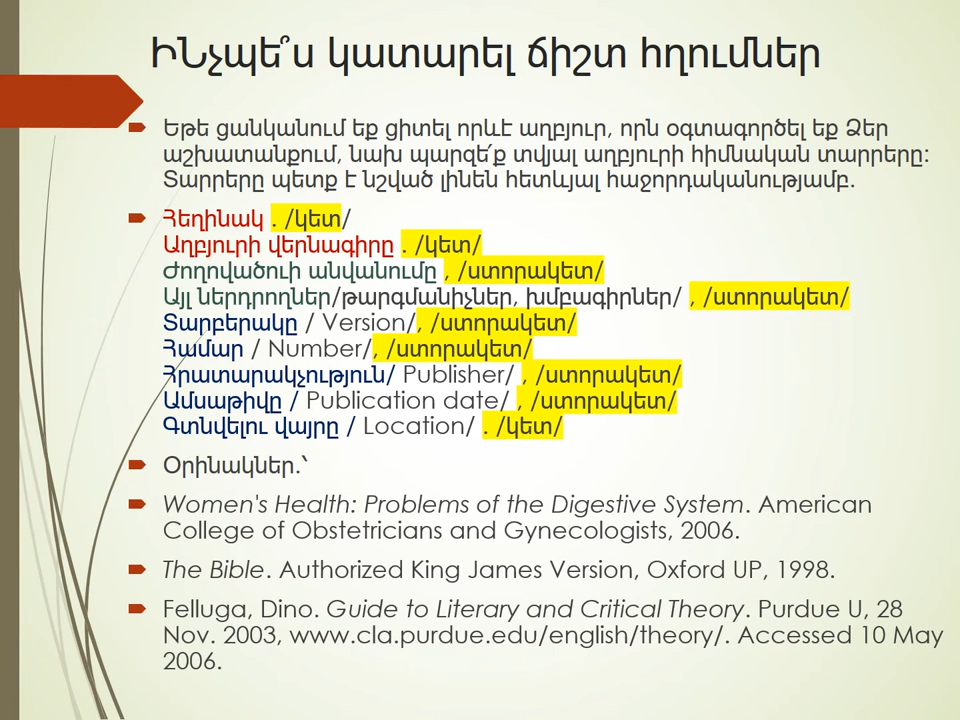 ԻՆչպե՞ս կատարել ճիշտ հղումներ
Եթե ցանկանում եք ցիտել որևէ աղբյուր, որն օգտագործել եք Ձեր
աշխատանքում, նախ պարզե՛ք տվյալ աղբյուրի հիմնական տարրերը:
Տարրերը պետք է նշված լինեն հետևյալ հաջորդականությամբ.
Հեղինակ . /կետ/
Աղբյուրի վերնագիրը . /կետ/
Ժողովածուի անվանումը , /ստորակետ/
Այլ ներդրողներ/թարգմանիչներ, խմբագիրներ/ , /ստորակետ/
Տարբերակը / Version/, /ստորակետ/
Համար / Number/, /ստորակետ/
Հրատարակչություն/ Publisher/ , /ստորակետ/
Ամսաթիվը / Publication date/ , /ստորակետ/
Գտնվելու վայրը / Location/ . /կետ/
Օրինակներ.՝
Women's Health: Problems of the Digestive System. American
College of Obstetricians and Gynecologists, 2006.
The Bible. Authorized King James Version, Oxford UP, 1998.
Felluga, Dino. Guide to Literary and Critical Theory. Purdue U, 28
Nov. 2003, www.cla.purdue.edu/english/theory/. Accessed 10 May
2006.